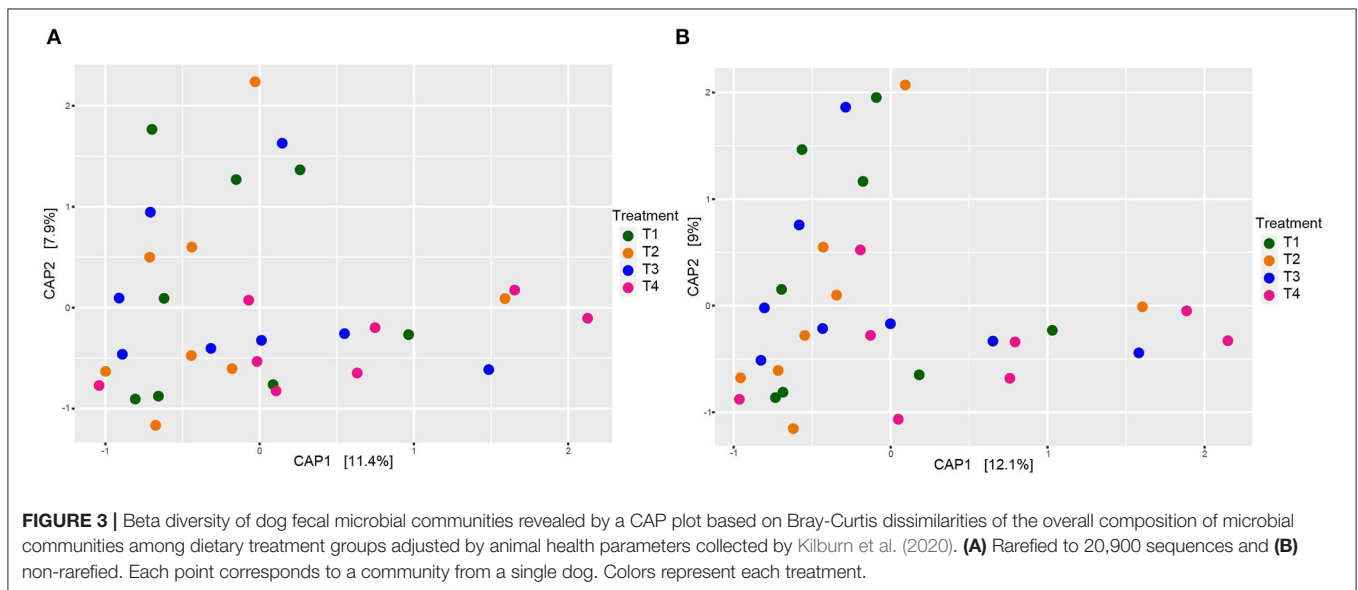 A
2
1
0
-1
CAP2 [7.9%]
-1
0
1
2
CAP1 [11.4%]
Treatment
T1
T2
T3
T4
B
2
1
0
-1
CAP2 [9%]
-1
0
1
2
CAP1 [12.1%]
Treatment
T1
T2
T3
T4
FIGURE 3 | Beta diversity of dog fecal microbial communities revealed by a CAP plot based on Bray-Curtis dissimilarities of the overall composition of microbial
communities among dietary treatment groups adjusted by animal health parameters collected by Kilburn et al. (2020). (A) Rarefied to 20,900 sequences and (B)
non-rarefied. Each point corresponds to a community from a single dog. Colors represent each treatment.